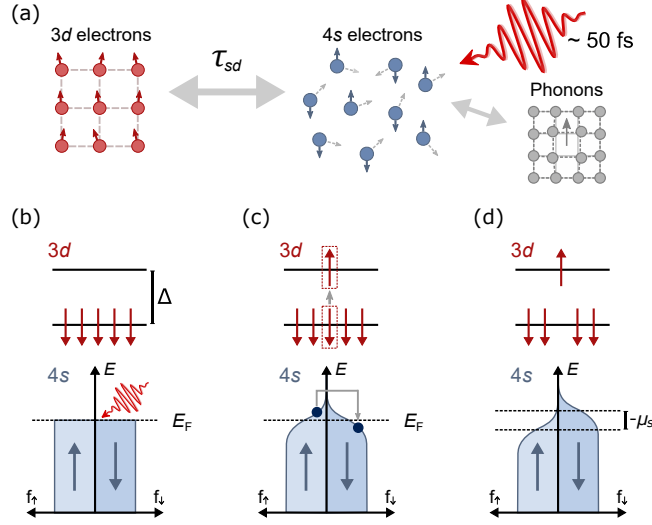 (a)
3d electrons
4s electrons
~ 50 fs
τsd
Phonons
(b)
(c)
(d)
3d
3d
3d
Δ
4s
E
4s
E
4s
E
EF
EF
-μs
f↑
f↓
f↑
f↓
f↑
f↓